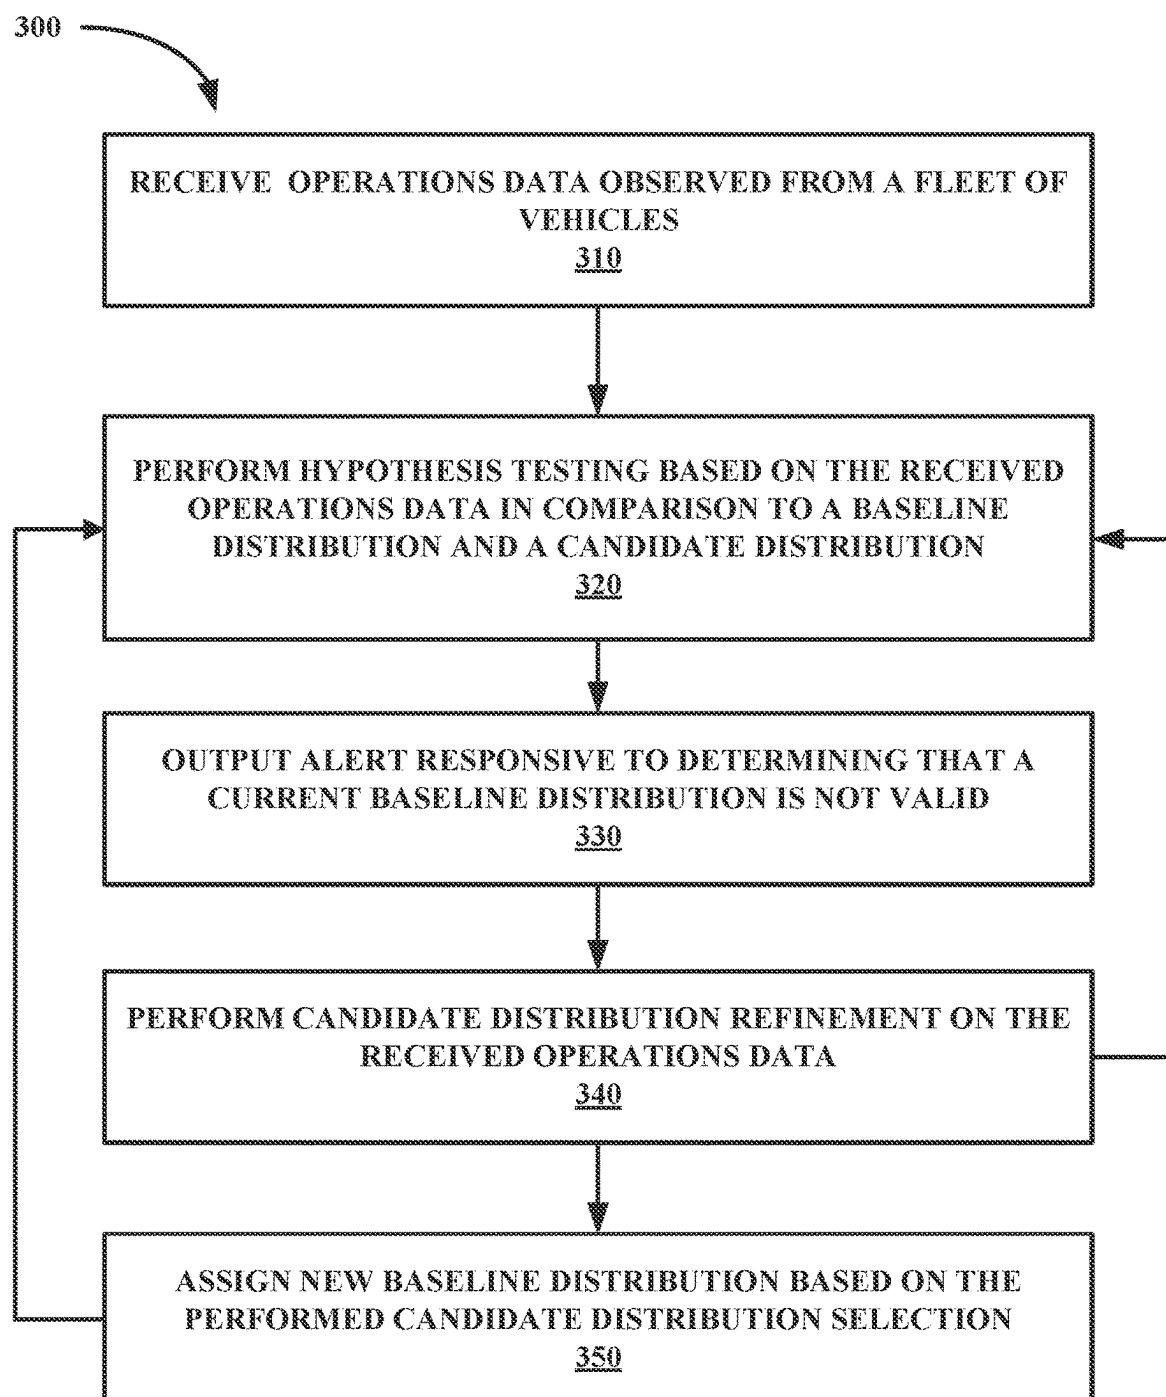 300
RECEIVE OPERATIONS DATA OBSERVED FROM A FLEET OF
VEHICLES
310
PERFORM HYPOTHESIS TESTING BASED ON THE RECEIVED
OPERATIONS DATA IN COMPARISON TO A BASELINE
DISTRIBUTION AND A CANDIDATE DISTRIBUTION
320
OUTPUT ALERT RESPONSIVE TO DETERMINING THAT A
CURRENT BASELINE DISTRIBUTION IS NOT VALID
330
PERFORM CANDIDATE DISTRIBUTION REFINEMENT ON THE
RECEIVED OPERATIONS DATA
340
ASSIGN NEW BASELINE DISTRIBUTION BASED ON THE
PERFORMED CANDIDATE DISTRIBUTION SELECTION
350